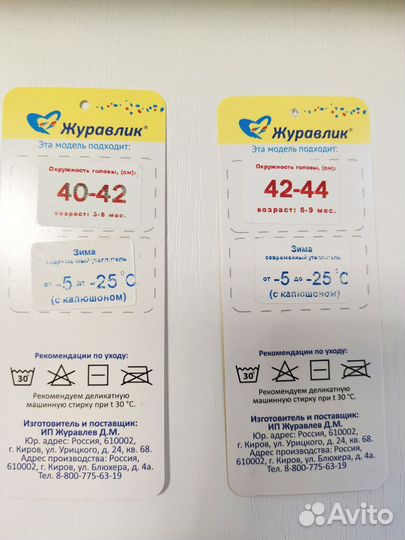 Журавлик®
Эта модель подходит:
Окружность головы, (см):
40-42
возраст: 3-6 мес.
Зима
современный утеплитель
от -5 до -25 °C
(с капюшоном)
Рекомендации по уходу:
30°
Рекомендуем деликатную
машинную стирку при t 30 °C.
Изготовитель и поставщик:
ИП Журавлев Д.М.
Юр. адрес: Россия, 610002,
г. Киров, ул. Урицкого, д. 24, кв. 68.
Адрес производства: Россия,
610002, г. Киров, ул. Блюхера, д. 4а.
Тел. 8-800-775-63-19
Журавлик®
Эта модель подходит:
Окружность головы, (см):
42-44
возраст: 6-9 мес.
Зима
современный утеплитель
от -5 до -25 °C
(с капюшоном)
Рекомендации по уходу:
30°
Рекомендуем деликатную
машинную стирку при t 30 °C.
Изготовитель и поставщик:
ИП Журавлев Д.М.
Юр. адрес: Россия, 610002,
г. Киров, ул. Урицкого, д. 24, кв. 68.
Адрес производства: Россия,
610002, г. Киров, ул. Блюхера, д. 4а.
Тел. 8-800-775-63-19
Avito